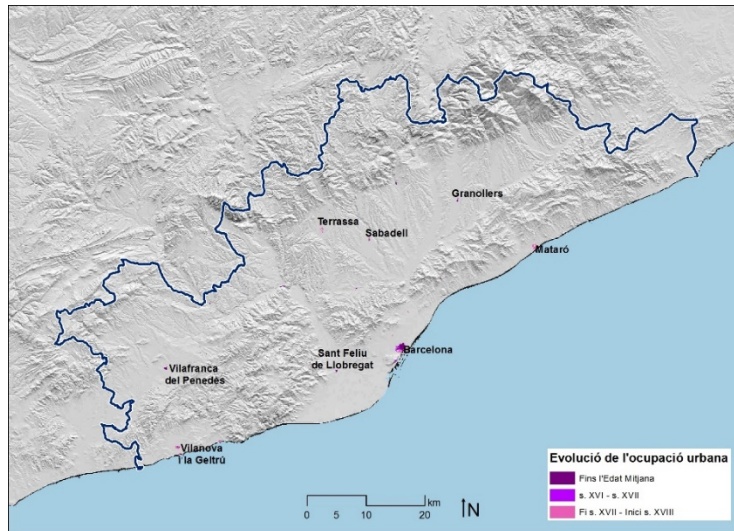 Granollers
Terrassa
Sabadell
Mataró
Barcelona
Sant Feliu
de Llobregat
Vilafranca
del Penedès
Vilanova
i la Geltrú
Evolució de l'ocupació urbana
Fins l'Edat Mitjana
s. XVI - s. XVII
Fi s. XVII - Inici s. XVIII
km
0 10 20
N